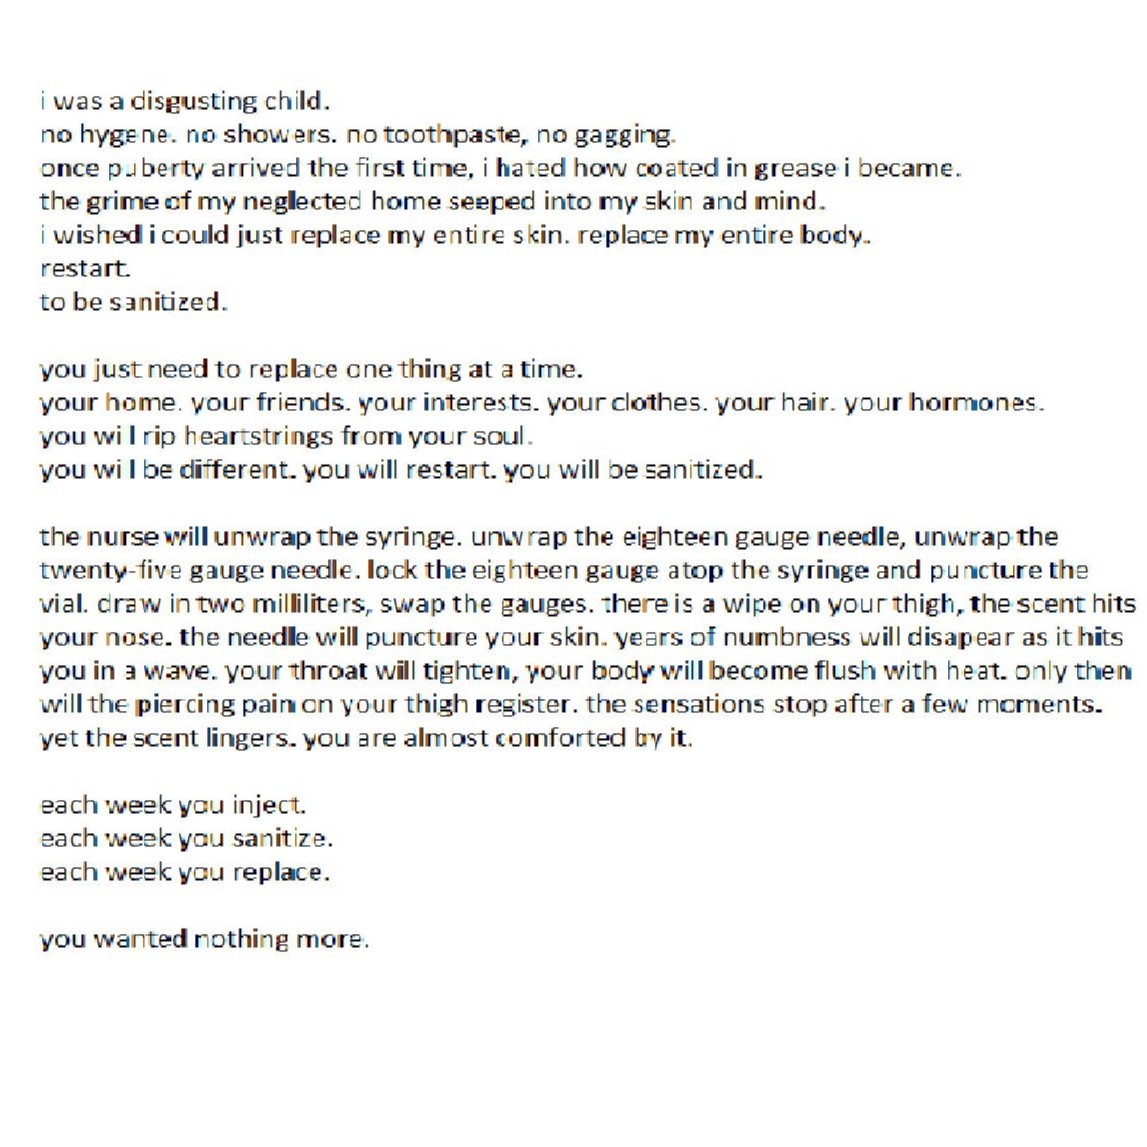 i was a disgusting child.
no hygene. no showers. no toothpaste, no gagging.
once puberty arrived the first time, i hated how coated in grease i became.
the grime of my neglected home seeped into my skin and mind.
i wished i could just replace my entire skin. replace my entire body.
restart.
to be sanitized.
you just need to replace one thing at a time.
your home. your friends. your interests. your clothes. your hair. your hormones.
you will rip heartstrings from your soul.
you will be different. you will restart. you will be sanitized.
the nurse will unwrap the syringe. unwrap the eighteen gauge needle, unwrap the
twenty-five gauge needle. lock the eighteen gauge atop the syringe and puncture the
vial. draw in two milliliters, swap the gauges. there is a wipe on your thigh, the scent hits
your nose. the needle will puncture your skin. years of numbness will disapear as it hits
you in a wave. your throat will tighten, your body will become flush with heat. only then
will the piercing pain on your thigh register. the sensations stop after a few moments.
yet the scent lingers. you are almost comforted by it.
each week you inject.
each week you sanitize.
each week you replace.
you wanted nothing more.